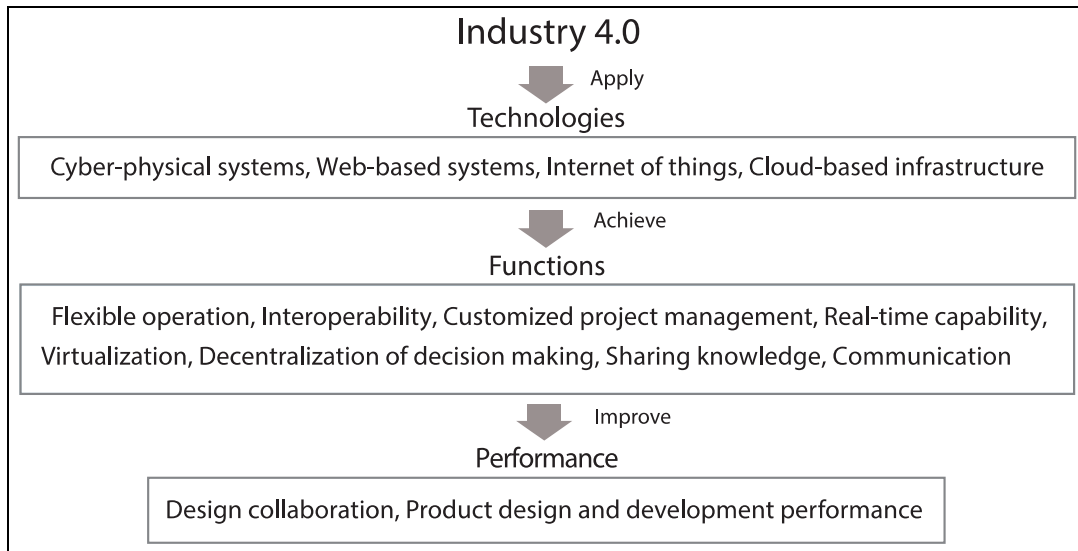 Industry 4.0
Apply
Technologies
Cyber-physical systems, Web-based systems, Internet of things, Cloud-based infrastructure
Achieve
Functions
Flexible operation, Interoperability, Customized project management, Real-time capability,
Virtualization, Decentralization of decision making, Sharing knowledge, Communication
Improve
Performance
Design collaboration, Product design and development performance